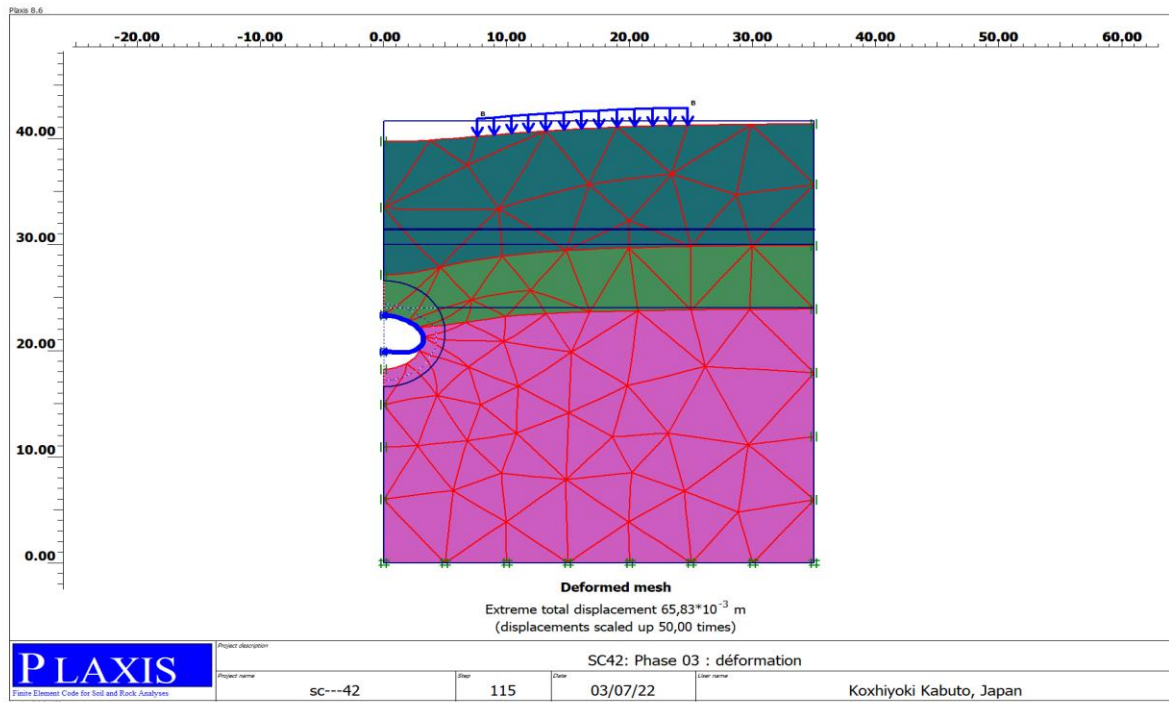 Plaxis 8.6
-20.00 -10.00 0.00 10.00 20.00 30.00 40.00 50.00 60.00
40.00
30.00
20.00
10.00
0.00
B B
Deformed mesh
Extreme total displacement 65,83*10⁻³ m
(displacements scaled up 50,00 times)
PLAXIS
Finite Element Code for Soil and Rock Analyses
Project description
SC42: Phase 03 : déformation
Project name Step Date User name
sc---42 115 03/07/22 Koxhiyoki Kabuto, Japan